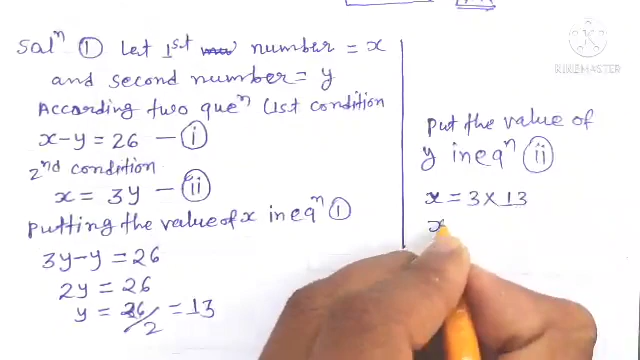 Salⁿ ① Let 1st number = x
and second number = y
According two queⁿ (1st condition
x-y = 26 — ⓘ
2nd condition
x = 3y — ⓘⓘ
Putting the value of x in eqⁿ ①
3y-y = 26
2y = 26
y = 26/2 = 13
Put the value of
y in eqⁿ ⓘⓘ
x = 3 × 13
x
KINEMASTER